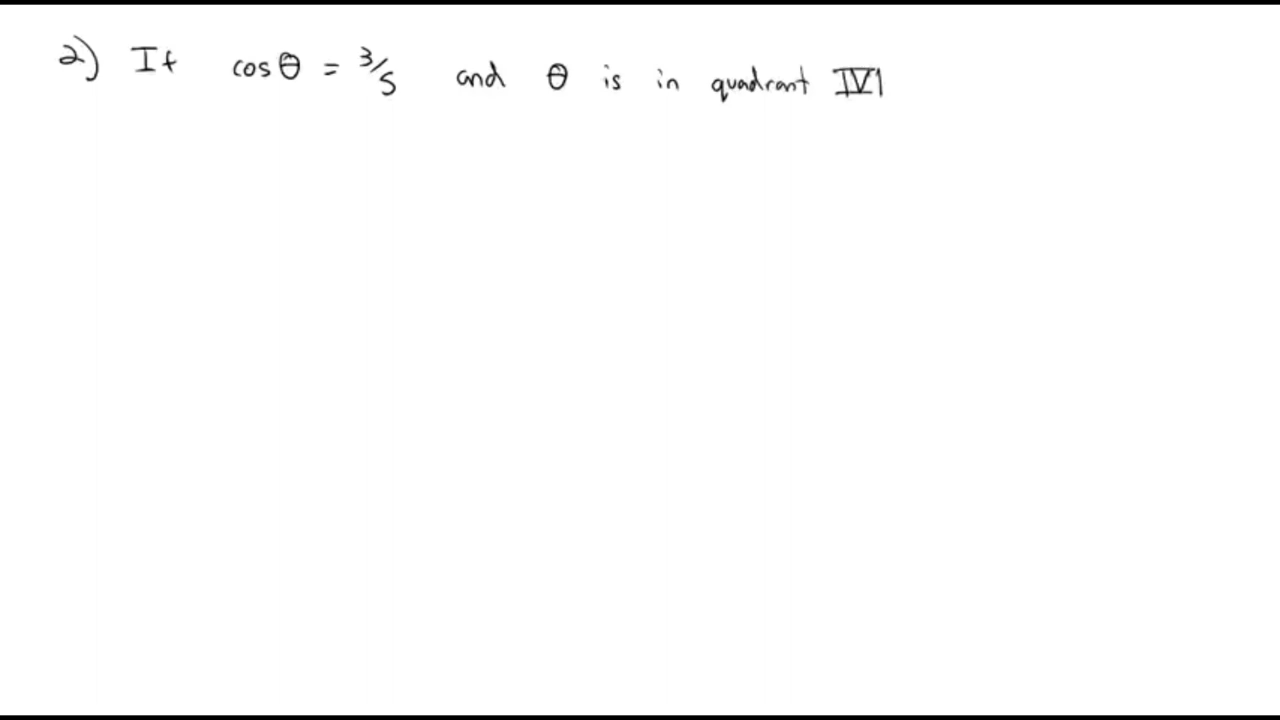 2) If cos θ = 3/5 and θ is in quadrant IV